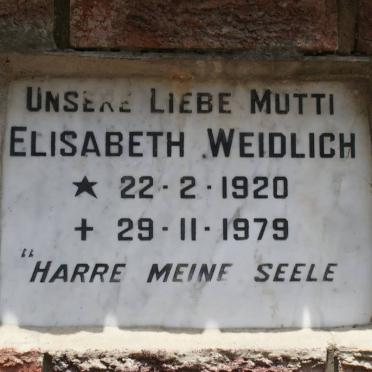 UNSERE LIEBE MUTTI
ELISABETH WEIDLICH
★ 22·2·1920
✝ 29·11·1979
"HARRE MEINE SEELE